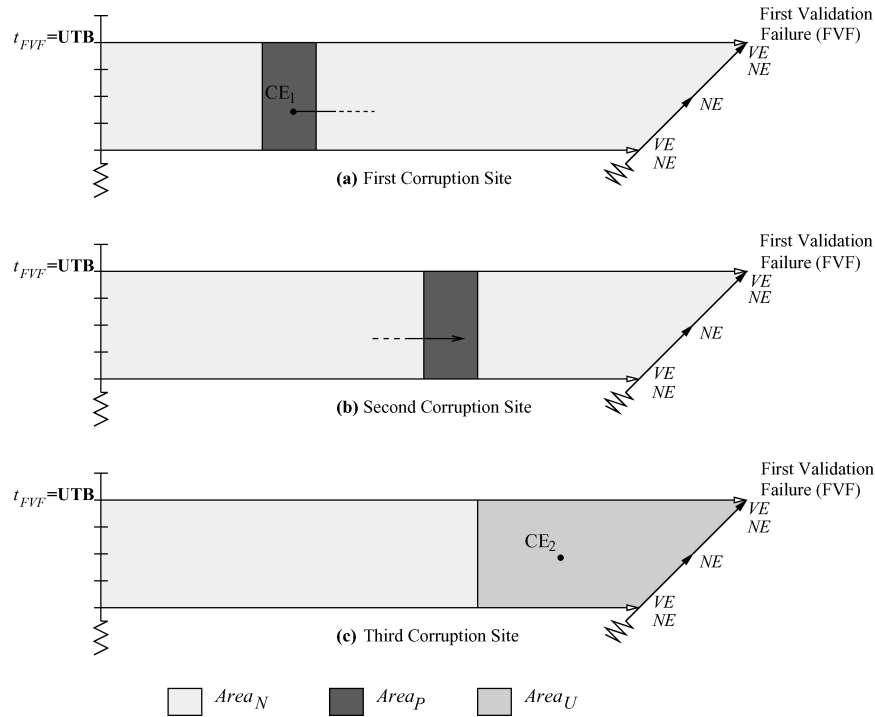 First Validation
Failure (FVF)
t_FVF=UTB
VE
NE
CE1
NE
VE
NE
(a) First Corruption Site
First Validation
Failure (FVF)
t_FVF=UTB
VE
NE
NE
VE
NE
(b) Second Corruption Site
First Validation
Failure (FVF)
t_FVF=UTB
VE
NE
CE2
NE
VE
NE
(c) Third Corruption Site
Area_N Area_P Area_U